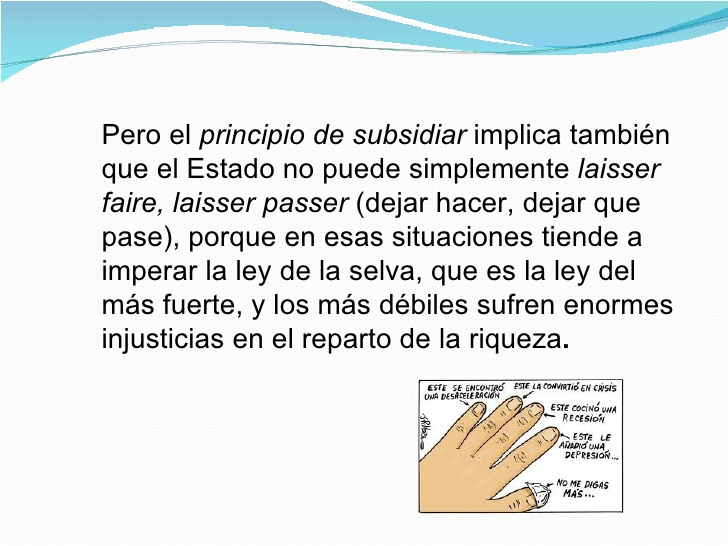 Pero el principio de subsidiar implica también
que el Estado no puede simplemente laisser
faire, laisser passer (dejar hacer, dejar que
pase), porque en esas situaciones tiende a
imperar la ley de la selva, que es la ley del
más fuerte, y los más débiles sufren enormes
injusticias en el reparto de la riqueza.
ESTE SE ENCONTRÓ
UNA DESACELERACIÓN
ESTE LA CONVIRTIÓ EN CRISIS
ESTE COCINÓ UNA
RECESIÓN
ESTE LE
AÑADIÓ UNA
DEPRESIÓN...
NO ME DIGAS
MÁS...